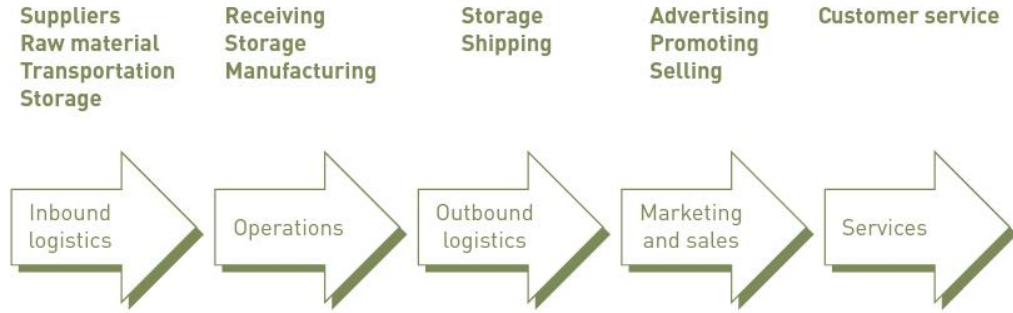 Suppliers
Raw material
Transportation
Storage
Receiving
Storage
Manufacturing
Storage
Shipping
Advertising
Promoting
Selling
Customer service
Inbound
logistics
Operations
Outbound
logistics
Marketing
and sales
Services